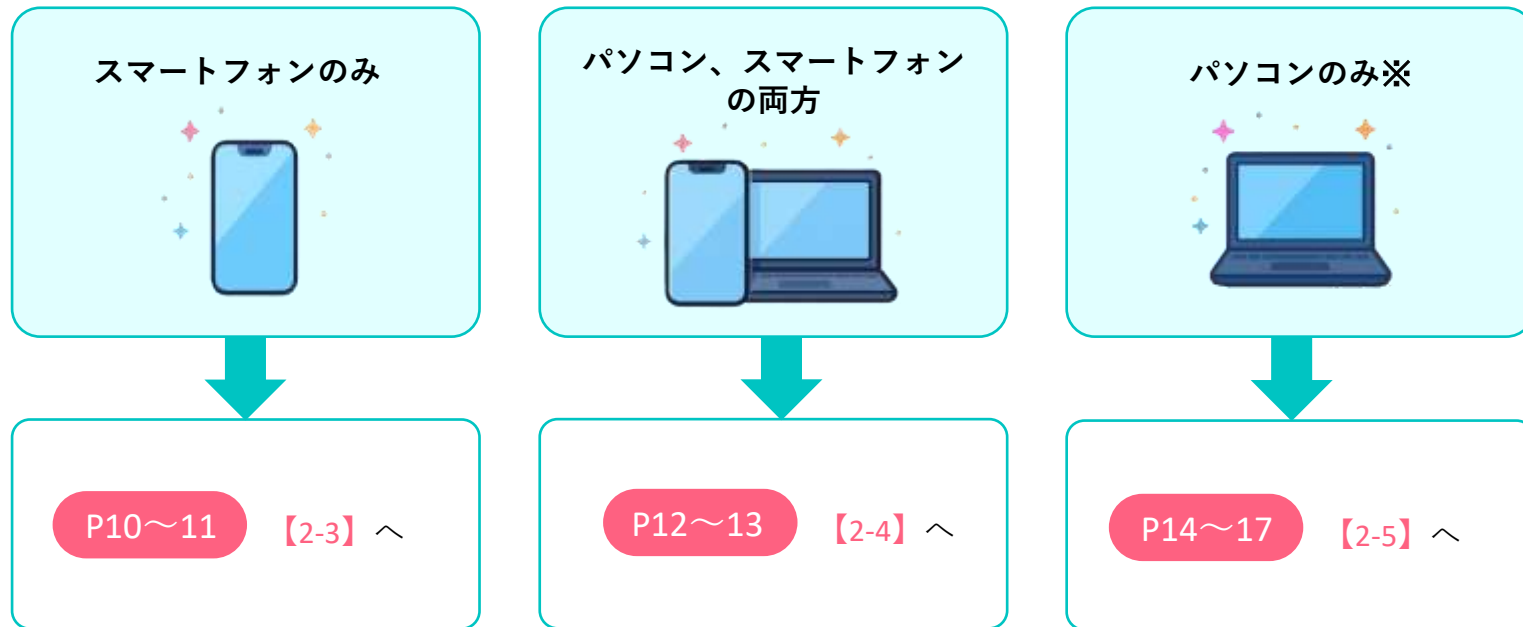 スマートフォンのみ
パソコン、スマートフォン
の両方
パソコンのみ※
P10～11 【2-3】へ
P12～13 【2-4】へ
P14～17 【2-5】へ